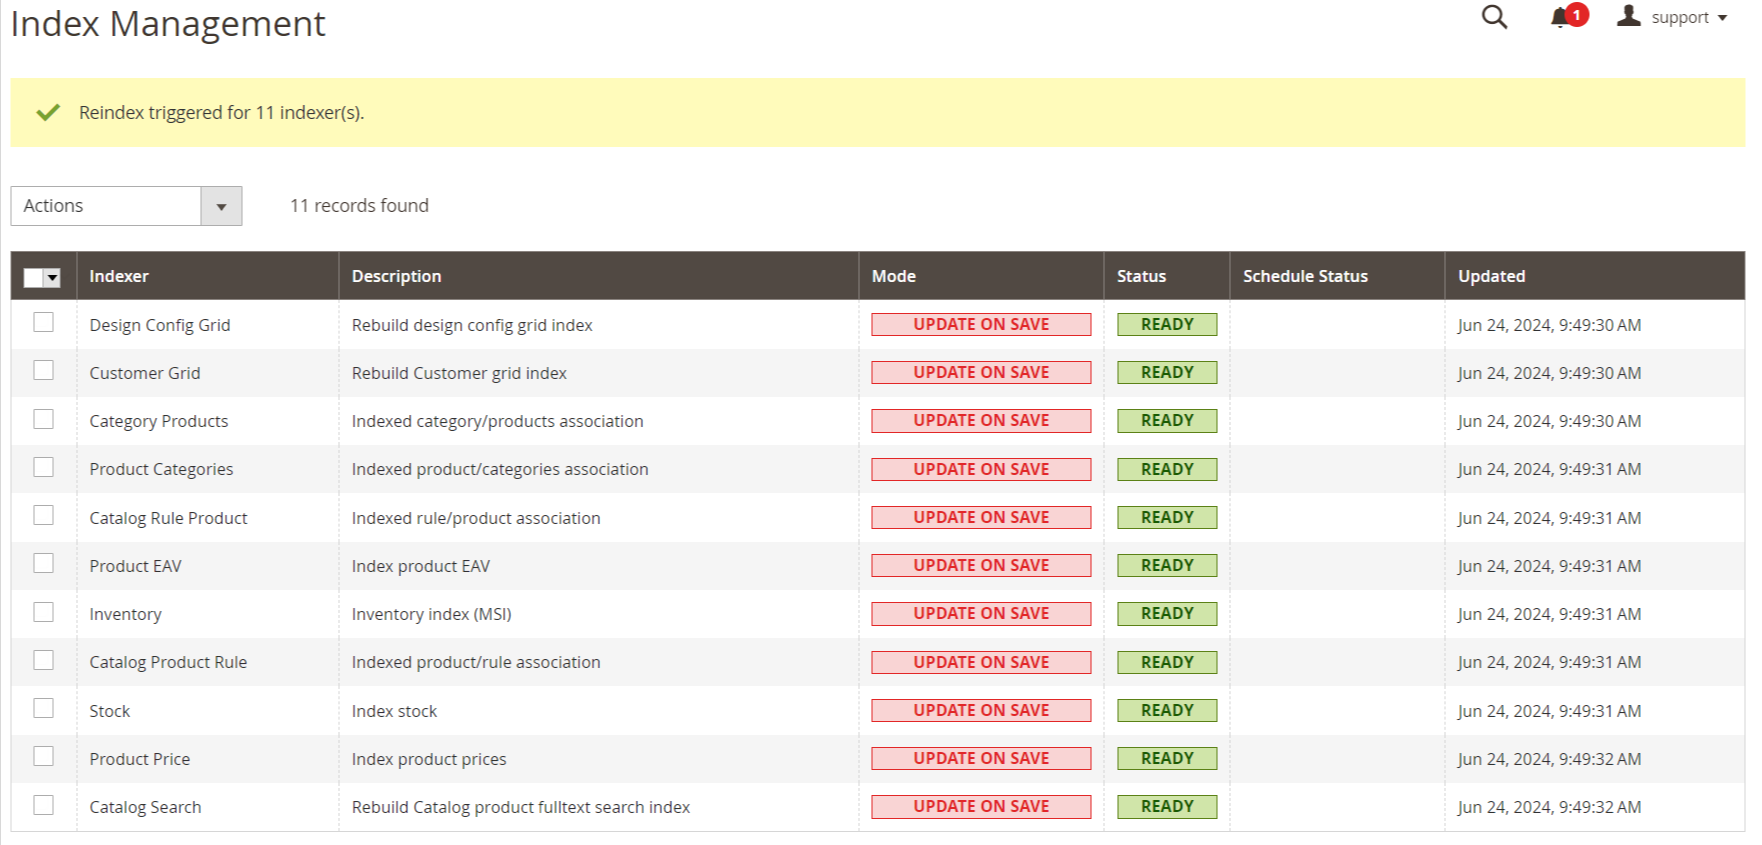 Index Management
1
support
Reindex triggered for 11 indexer(s).
Actions
11 records found
Indexer Description Mode Status Schedule Status Updated
Design Config Grid Rebuild design config grid index UPDATE ON SAVE READY Jun 24, 2024, 9:49:30 AM
Customer Grid Rebuild Customer grid index UPDATE ON SAVE READY Jun 24, 2024, 9:49:30 AM
Category Products Indexed category/products association UPDATE ON SAVE READY Jun 24, 2024, 9:49:30 AM
Product Categories Indexed product/categories association UPDATE ON SAVE READY Jun 24, 2024, 9:49:31 AM
Catalog Rule Product Indexed rule/product association UPDATE ON SAVE READY Jun 24, 2024, 9:49:31 AM
Product EAV Index product EAV UPDATE ON SAVE READY Jun 24, 2024, 9:49:31 AM
Inventory Inventory index (MSI) UPDATE ON SAVE READY Jun 24, 2024, 9:49:31 AM
Catalog Product Rule Indexed product/rule association UPDATE ON SAVE READY Jun 24, 2024, 9:49:31 AM
Stock Index stock UPDATE ON SAVE READY Jun 24, 2024, 9:49:31 AM
Product Price Index product prices UPDATE ON SAVE READY Jun 24, 2024, 9:49:32 AM
Catalog Search Rebuild Catalog product fulltext search index UPDATE ON SAVE READY Jun 24, 2024, 9:49:32 AM